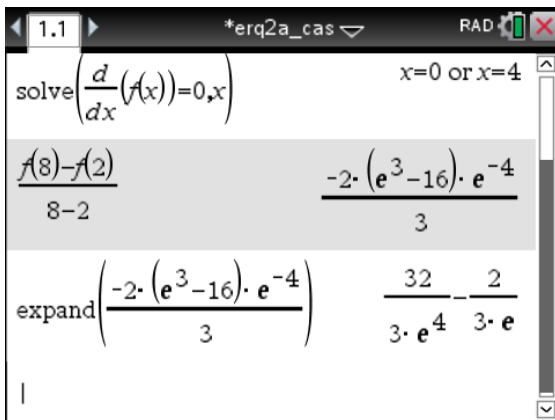 1.1 *erq2a_cas RAD
solve(d/dx(f(x))=0,x) x=0 or x=4
(f(8)−f(2))/(8−2) (-2·(e^3−16)·e^-4)/3
expand((-2·(e^3−16)·e^-4)/3) 32/(3·e^4)−2/(3·e)